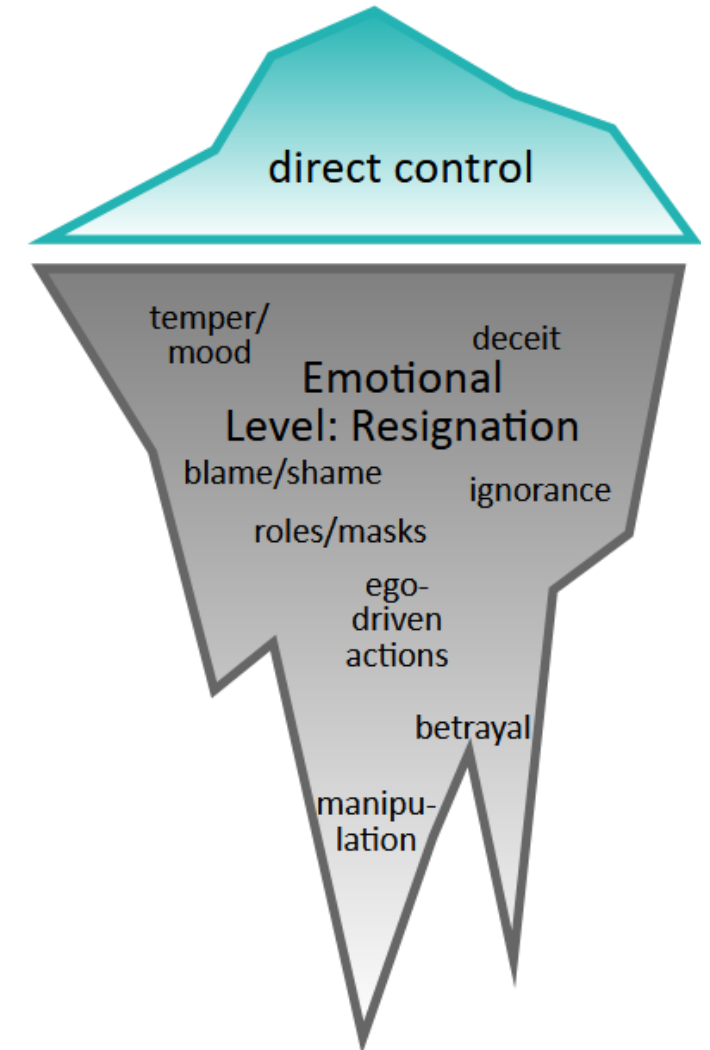 direct control
temper/
mood
deceit
Emotional
Level: Resignation
blame/shame
ignorance
roles/masks
ego-
driven
actions
betrayal
manipu-
lation